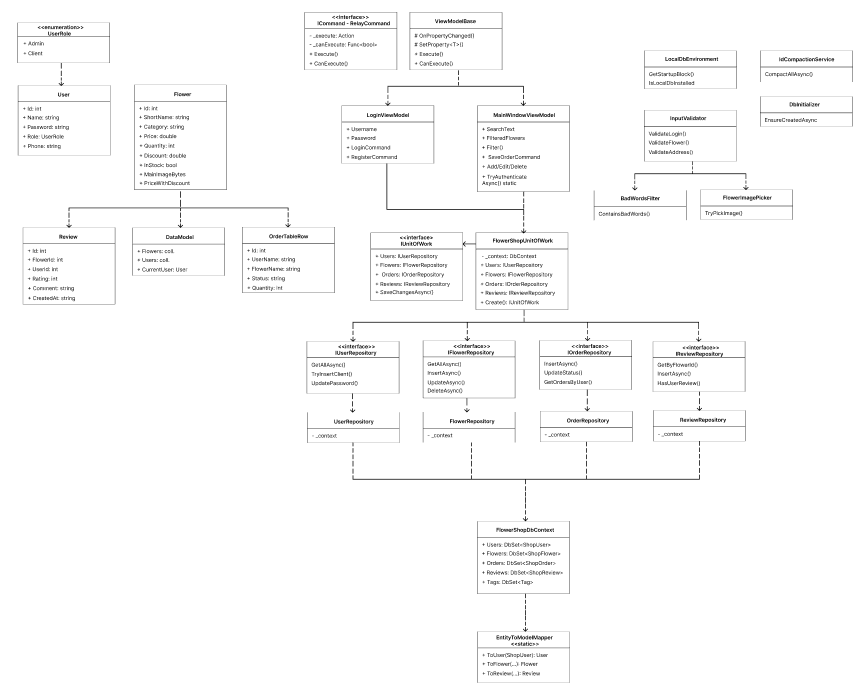 <<enumeration>>
UserRole
+ Admin
+ Client
User
+ Id: int
+ Name: string
+ Password: string
+ Role: UserRole
+ Phone: string
Flower
+ Id: int
+ ShortName: string
+ Category: string
+ Price: double
+ Quantity: int
+ Discount: double
+ InStock: bool
+ MainImageBytes
+ PriceWithDiscount
Review
+ Id: int
+ FlowerId: int
+ UserId: int
+ Rating: int
+ Comment: string
+ CreatedAt: string
DataModel
+ Flowers: coll.
+ Users: coll.
+ CurrentUser: User
OrderTableRow
+ Id: int
+ UserName: string
+ FlowerName: string
+ Status: string
+ Quantity: int
<<interface>>
ICommand - RelayCommand
- _execute: Action
- _canExecute: Func<bool>
+ Execute()
+ CanExecute()
ViewModelBase
# OnPropertyChanged()
# SetProperty<T>()
+ Execute()
+ CanExecute()
LoginViewModel
+ Username
+ Password
+ LoginCommand
+ RegisterCommand
MainWindowViewModel
+ SearchText
+ FilteredFlowers
+ Filter()
+ SaveOrderCommand
+ Add/Edit/Delete
+ TryAuthenticate
Async() static
LocalDbEnvironment
GetStartupBlock()
IsLocalDbInstalled
IdCompactionService
CompactAllAsync()
DbInitializer
EnsureCreatedAsync
InputValidator
ValidateLogin()
ValidateFlower()
ValidateAddress()
BadWordsFilter
ContainsBadWords()
FlowerImagePicker
TryPickImage()
<<interface>
IUnitOfWork
+ Users: IUserRepository
+ Flowers: IFlowerRepository
+ Orders: IOrderRepository
+ Reviews: IReviewRepository
+ SaveChangesAsync()
FlowerShopUnitOfWork
- _context: DbContext
+ Users: IUserRepository
+ Flowers: IFlowerRepository
+ Orders: IOrderRepository
+ Reviews: IReviewRepository
+ Create(): IUnitOfWork
<<interface>>
IUserRepository
GetAllAsync()
TryInsertClient()
UpdatePassword()
<<interface>>
IFlowerRepository
GetAllAsync()
InsertAsync()
UpdateAsync()
DeleteAsync()
<<interface>>
IOrderRepository
InsertAsync()
UpdateStatus()
GetOrdersByUser()
<<interface>>
IReviewRepository
GetByFlowerId()
InsertAsync()
HasUserReview()
UserRepository
- _context
FlowerRepository
- _context
OrderRepository
- _context
ReviewRepository
- _context
FlowerShopDbContext
+ Users: DbSet<ShopUser>
+ Flowers: DbSet<ShopFlower>
+ Orders: DbSet<ShopOrder>
+ Reviews: DbSet<ShopReview>
+ Tags: DbSet<Tag>
EntityToModelMapper
<<static>>
+ ToUser(ShopUser): User
+ ToFlower(...): Flower
+ ToReview(...): Review